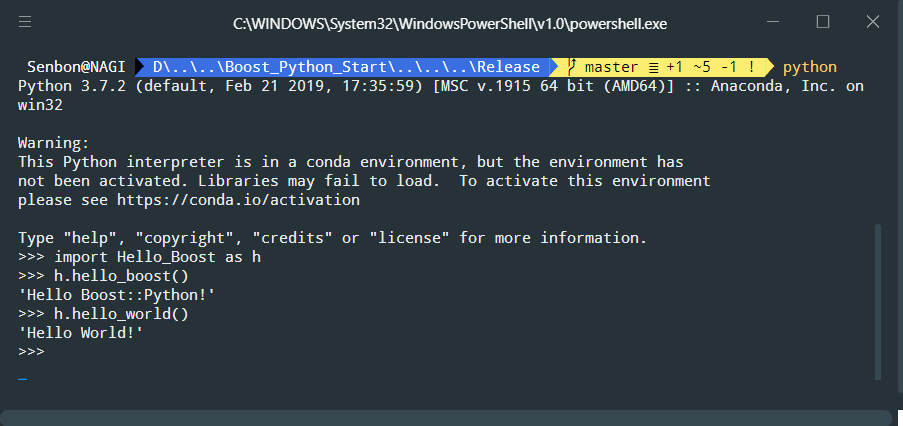 C:\WINDOWS\System32\WindowsPowerShell\v1.0\powershell.exe
Senbon@NAGI D\..\..\Boost_Python_Start\..\..\..\Release master ≣ +1 ~5 -1 ! python
Python 3.7.2 (default, Feb 21 2019, 17:35:59) [MSC v.1915 64 bit (AMD64)] :: Anaconda, Inc. on
win32
Warning:
This Python interpreter is in a conda environment, but the environment has
not been activated. Libraries may fail to load.  To activate this environment
please see https://conda.io/activation
Type "help", "copyright", "credits" or "license" for more information.
>>> import Hello_Boost as h
>>> h.hello_boost()
'Hello Boost::Python!'
>>> h.hello_world()
'Hello World!'
>>>